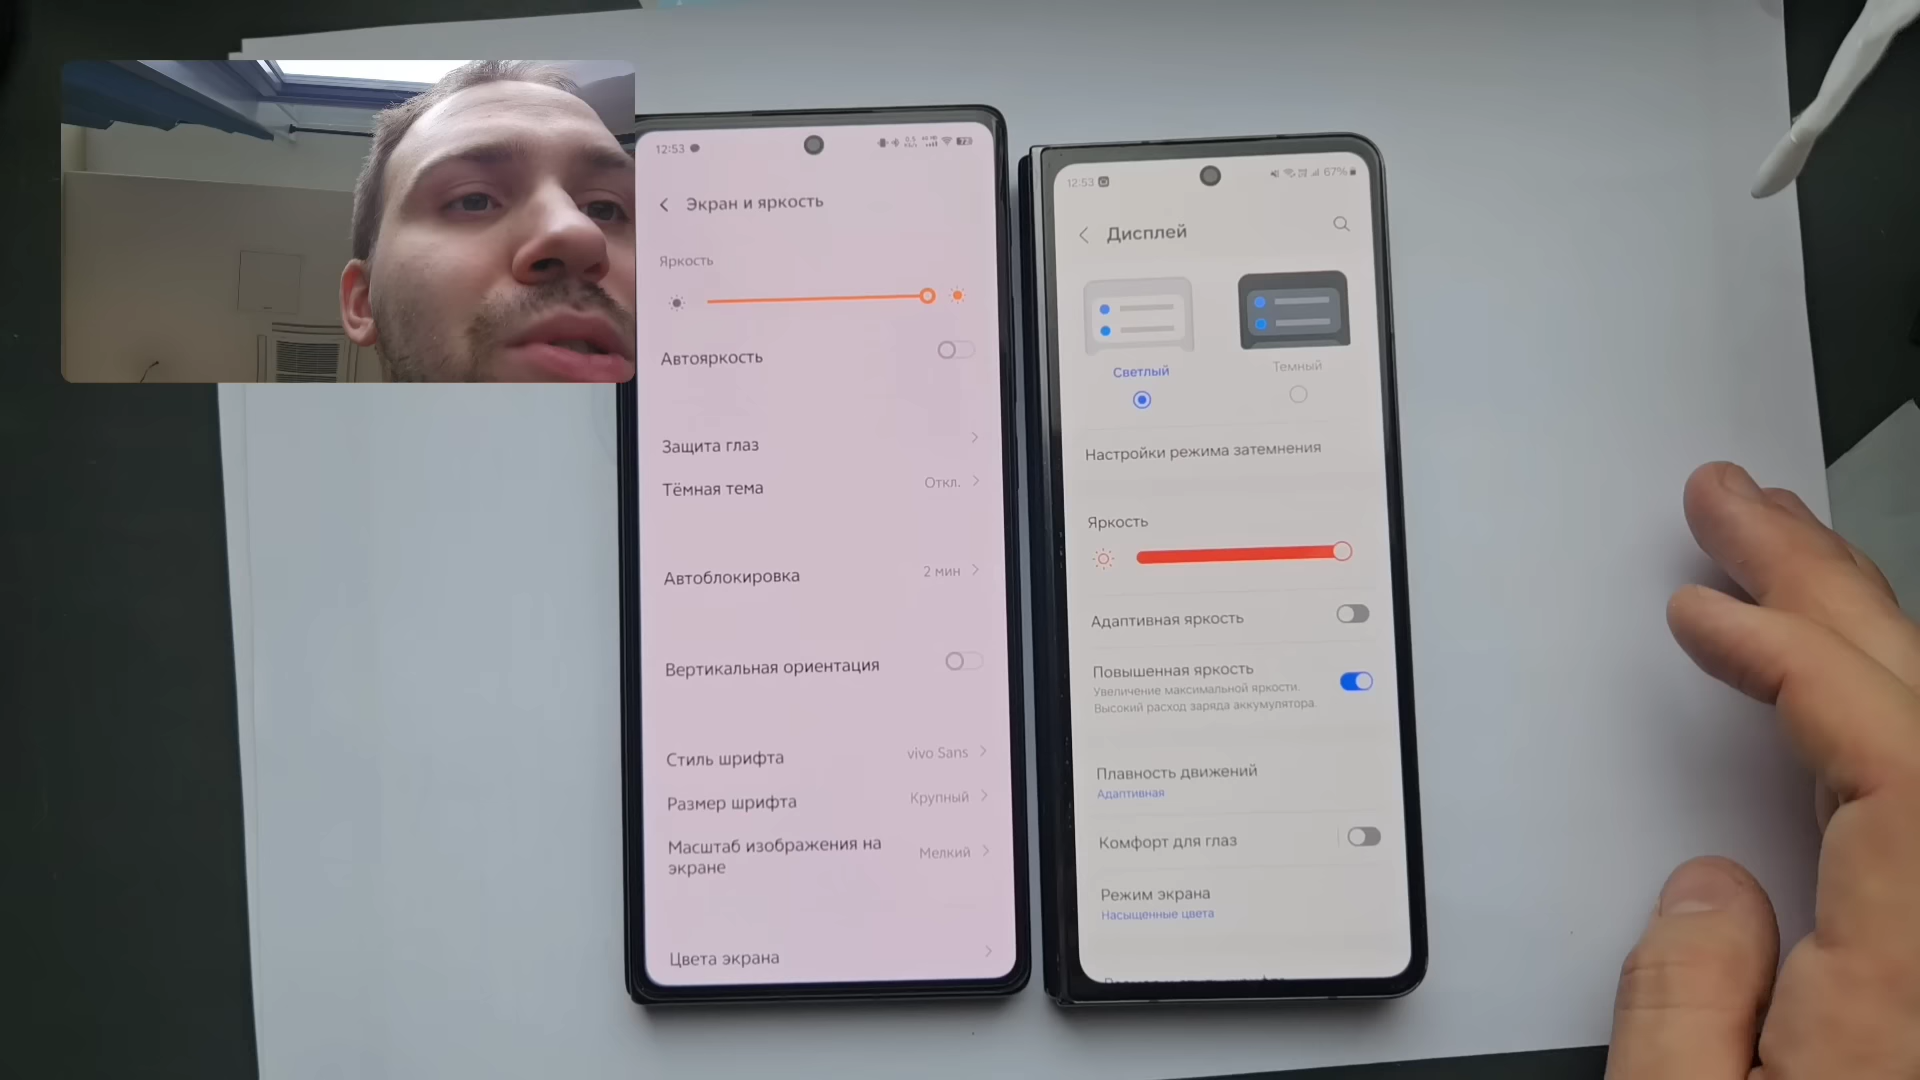 12:53
72
Экран и яркость
Яркость
Автояркость
Защита глаз
Тёмная тема
Откл.
Автоблокировка
2 мин
Вертикальная ориентация
Стиль шрифта
vivo Sans
Размер шрифта
Крупный
Масштаб изображения на
экране
Мелкий
Цвета экрана
12:53
67%
Дисплей
Светлый
Темный
Настройки режима затемнения
Яркость
Адаптивная яркость
Повышенная яркость
Увеличение максимальной яркости.
Высокий расход заряда аккумулятора.
Плавность движений
Адаптивная
Комфорт для глаз
Режим экрана
Насыщенные цвета